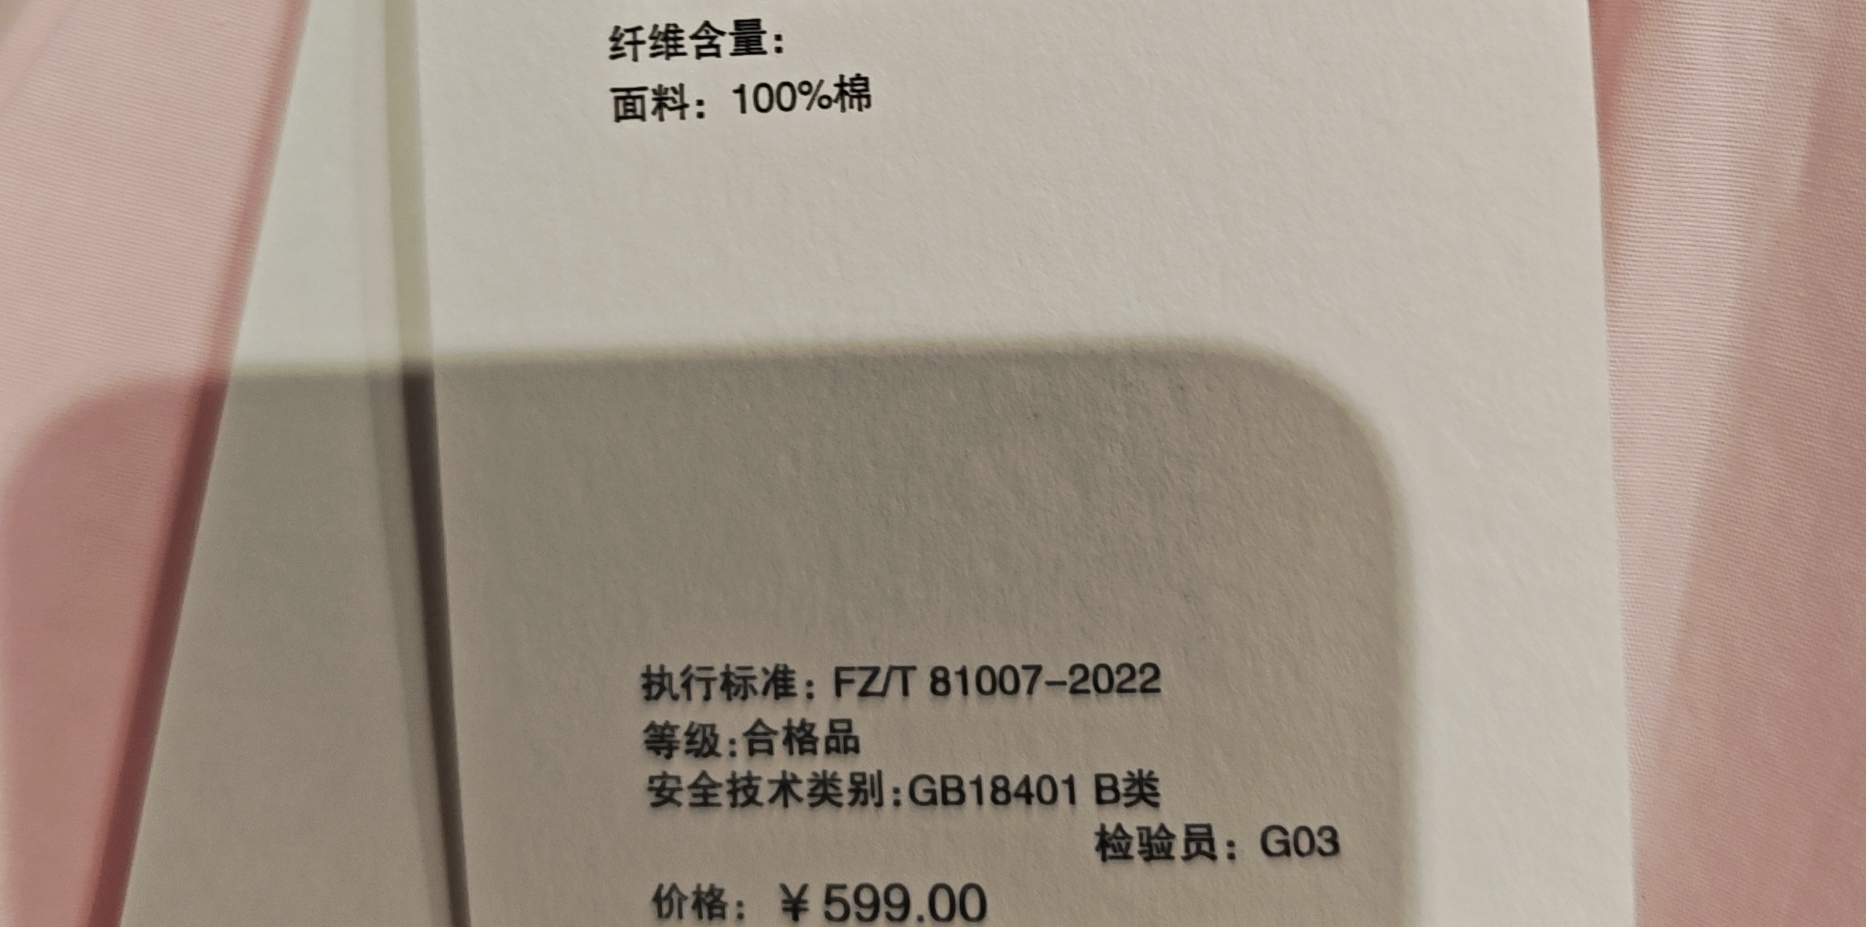 纤维含量：
面料：100%棉
执行标准：FZ/T 81007-2022
等级:合格品
安全技术类别:GB18401 B类
检验员：G03
价格：￥599.00